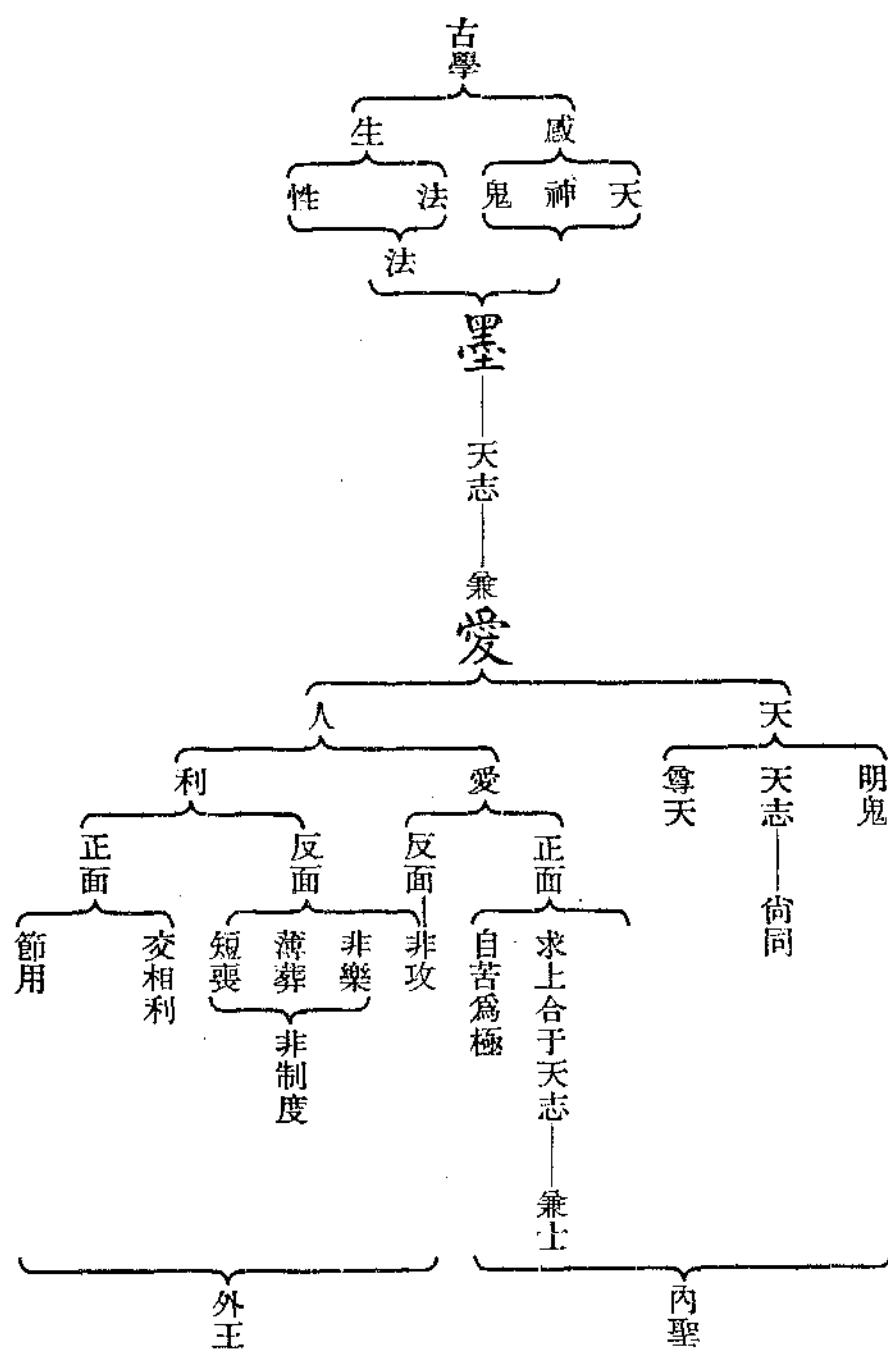 古學
感
生
天
神
鬼
法
性
法
墨
天志
兼
愛
天
人
明鬼
天志
尙同
尊天
愛
利
正面
反面
反面
正面
求上合于天志
兼士
自苦爲極
非攻
非樂
薄葬
短喪
非制度
交相利
節用
內聖
外王